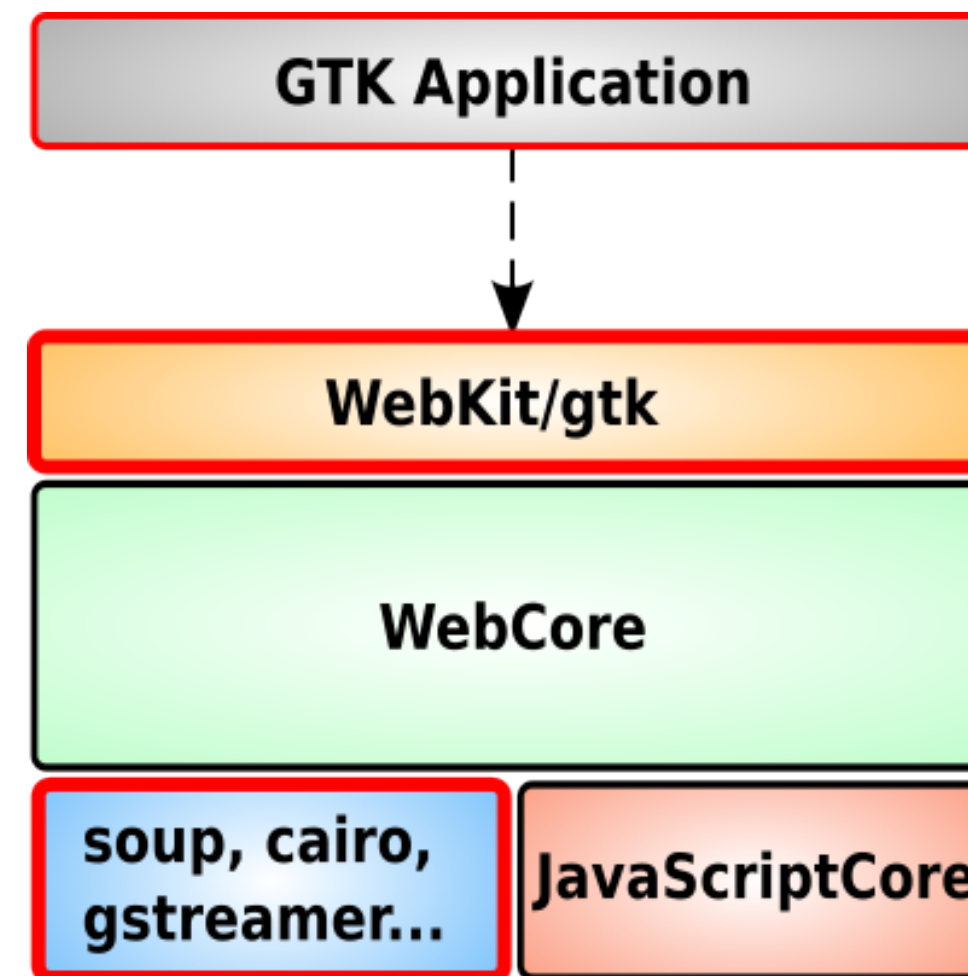 GTK Application
WebKit/gtk
WebCore
soup, cairo,
gstreamer...
JavaScriptCore